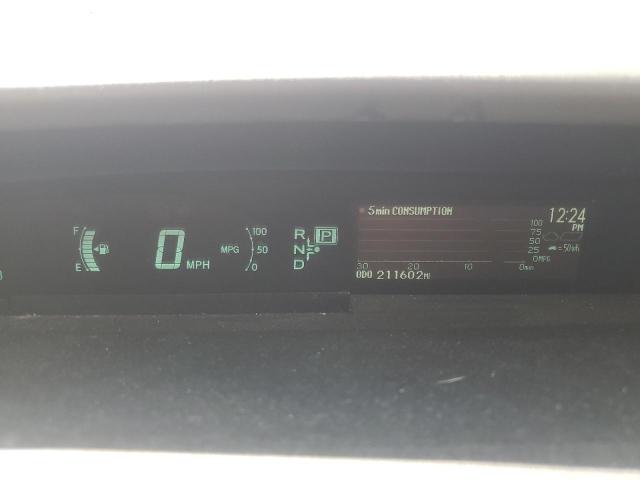 F
E
0 MPH
MPG
100
50
0
R
N
D
P
5min CONSUMPTION
12:24
PM
100
75
50
25
0MPG
= 50Wh
30 20 10 0min
ODO 211602MI